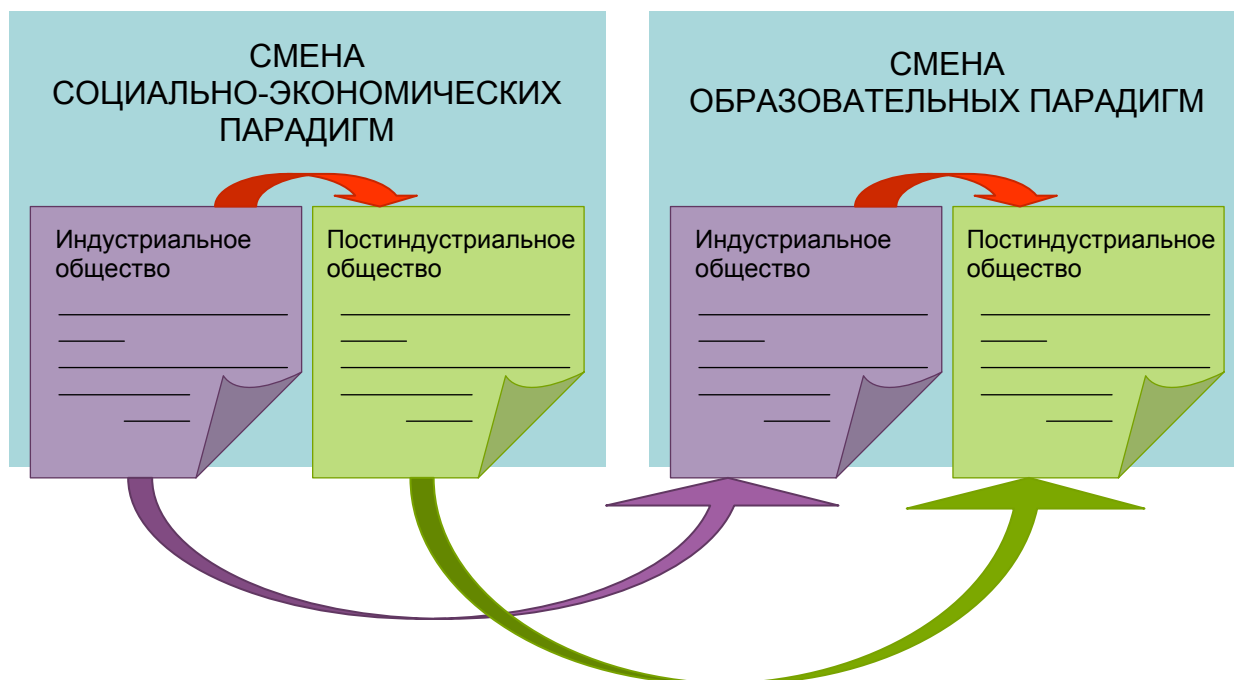 СМЕНА
СОЦИАЛЬНО-ЭКОНОМИЧЕСКИХ
ПАРАДИГМ
Индустриальное
общество
Постиндустриальное
общество
СМЕНА
ОБРАЗОВАТЕЛЬНЫХ ПАРАДИГМ
Индустриальное
общество
Постиндустриальное
общество